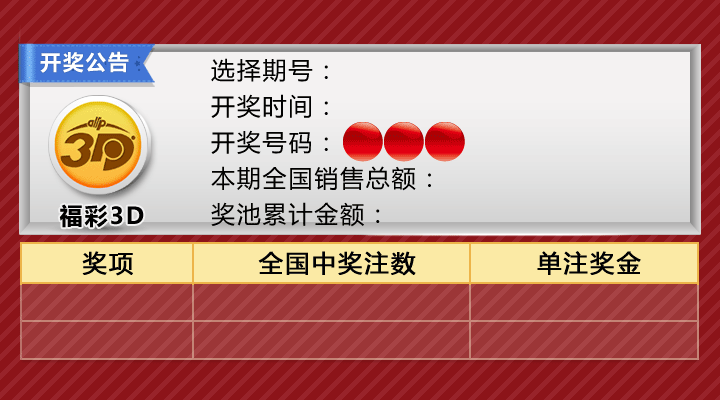 开奖公告
选择期号：
开奖时间：
开奖号码：
本期全国销售总额：
奖池累计金额：
3D
福彩3D
奖项 全国中奖注数 单注奖金